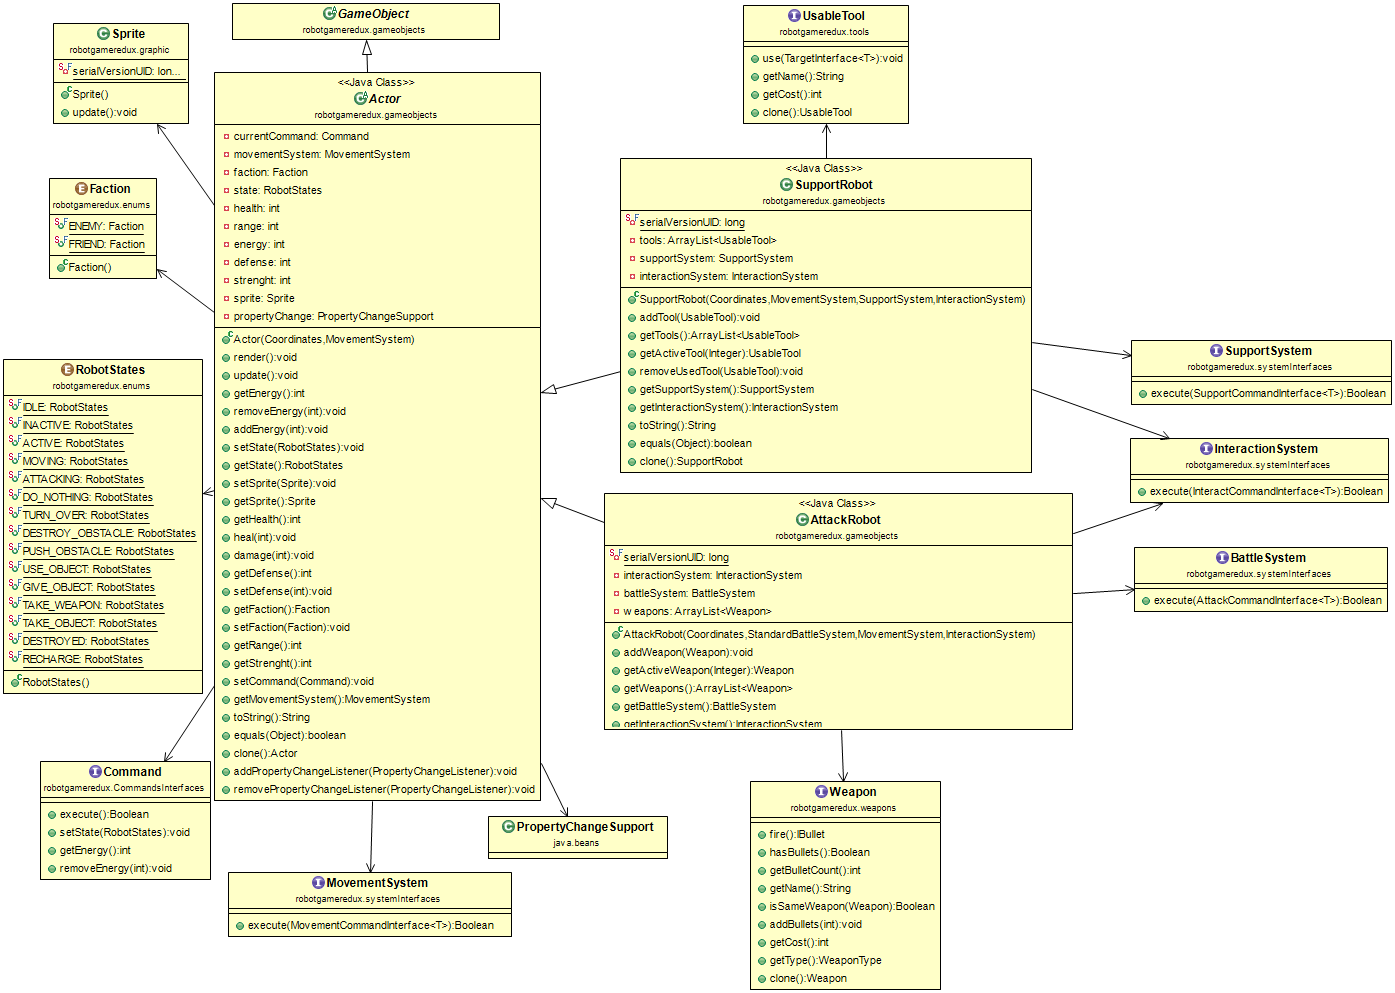 GameObject
robotgameredux.gameobjects
Sprite
robotgameredux.graphic
serialVersionUID: lon...
Sprite()
update():void
Faction
robotgameredux.enums
ENEMY: Faction
FRIEND: Faction
Faction()
RobotStates
robotgameredux.enums
IDLE: RobotStates
INACTIVE: RobotStates
ACTIVE: RobotStates
MOVING: RobotStates
ATTACKING: RobotStates
DO_NOTHING: RobotStates
TURN_OVER: RobotStates
DESTROY_OBSTACLE: RobotStates
PUSH_OBSTACLE: RobotStates
USE_OBJECT: RobotStates
GIVE_OBJECT: RobotStates
TAKE_WEAPON: RobotStates
TAKE_OBJECT: RobotStates
DESTROYED: RobotStates
RECHARGE: RobotStates
RobotStates()
Command
robotgameredux.CommandsInterfaces
execute():Boolean
setState(RobotStates):void
getEnergy():int
removeEnergy(int):void
<<Java Class>>
Actor
robotgameredux.gameobjects
currentCommand: Command
movementSystem: MovementSystem
faction: Faction
state: RobotStates
health: int
range: int
energy: int
defense: int
strenght: int
sprite: Sprite
propertyChange: PropertyChangeSupport
Actor(Coordinates,MovementSystem)
render():void
update():void
getEnergy():int
removeEnergy(int):void
addEnergy(int):void
setState(RobotStates):void
getState():RobotStates
setSprite(Sprite):void
getSprite():Sprite
getHealth():int
heal(int):void
damage(int):void
getDefense():int
setDefense(int):void
getFaction():Faction
setFaction(Faction):void
getRange():int
getStrenght():int
setCommand(Command):void
getMovementSystem():MovementSystem
toString():String
equals(Object):boolean
clone():Actor
addPropertyChangeListener(PropertyChangeListener):void
removePropertyChangeListener(PropertyChangeListener):void
MovementSystem
robotgameredux.systemInterfaces
execute(MovementCommandInterface<T>):Boolean
PropertyChangeSupport
java.beans
UsableTool
robotgameredux.tools
use(TargetInterface<T>):void
getName():String
getCost():int
clone():UsableTool
<<Java Class>>
SupportRobot
robotgameredux.gameobjects
serialVersionUID: long
tools: ArrayList<UsableTool>
supportSystem: SupportSystem
interactionSystem: InteractionSystem
SupportRobot(Coordinates,MovementSystem,SupportSystem,InteractionSystem)
addTool(UsableTool):void
getTools():ArrayList<UsableTool>
getActiveTool(Integer):UsableTool
removeUsedTool(UsableTool):void
getSupportSystem():SupportSystem
getInteractionSystem():InteractionSystem
toString():String
equals(Object):boolean
clone():SupportRobot
<<Java Class>>
AttackRobot
robotgameredux.gameobjects
serialVersionUID: long
interactionSystem: InteractionSystem
battleSystem: BattleSystem
weapons: ArrayList<Weapon>
AttackRobot(Coordinates,StandardBattleSystem,MovementSystem,InteractionSystem)
addWeapon(Weapon):void
getActiveWeapon(Integer):Weapon
getWeapons():ArrayList<Weapon>
getBattleSystem():BattleSystem
getInteractionSystem():InteractionSystem
SupportSystem
robotgameredux.systemInterfaces
execute(SupportCommandInterface<T>):Boolean
InteractionSystem
robotgameredux.systemInterfaces
execute(InteractCommandInterface<T>):Boolean
BattleSystem
robotgameredux.systemInterfaces
execute(AttackCommandInterface<T>):Boolean
Weapon
robotgameredux.weapons
fire():IBullet
hasBullets():Boolean
getBulletCount():int
getName():String
isSameWeapon(Weapon):Boolean
addBullets(int):void
getCost():int
getType():WeaponType
clone():Weapon